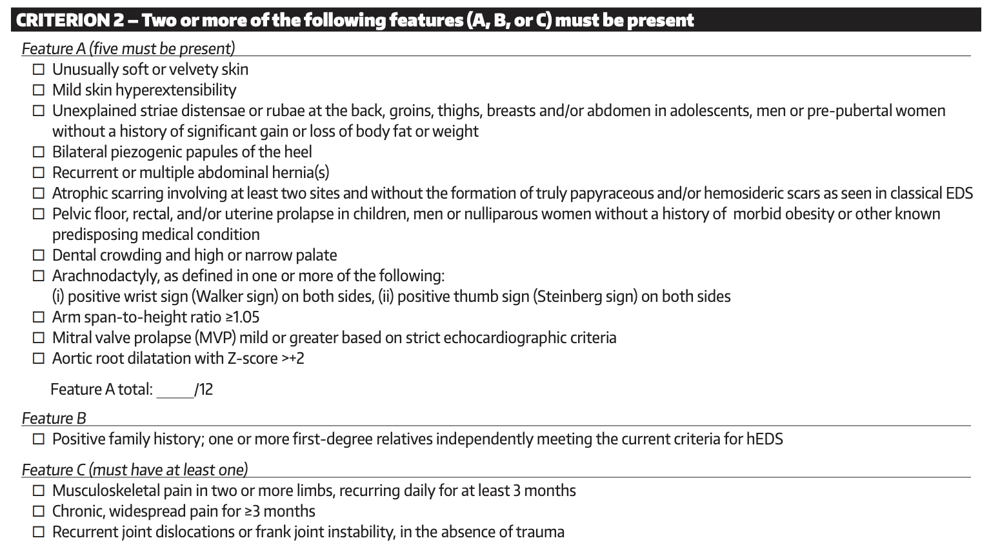 CRITERION 2 – Two or more of the following features (A, B, or C) must be present
Feature A (five must be present)
☐ Unusually soft or velvety skin
☐ Mild skin hyperextensibility
☐ Unexplained striae distensae or rubae at the back, groins, thighs, breasts and/or abdomen in adolescents, men or pre-pubertal women
without a history of significant gain or loss of body fat or weight
☐ Bilateral piezogenic papules of the heel
☐ Recurrent or multiple abdominal hernia(s)
☐ Atrophic scarring involving at least two sites and without the formation of truly papyraceous and/or hemosideric scars as seen in classical EDS
☐ Pelvic floor, rectal, and/or uterine prolapse in children, men or nulliparous women without a history of morbid obesity or other known
predisposing medical condition
☐ Dental crowding and high or narrow palate
☐ Arachnodactyly, as defined in one or more of the following:
(i) positive wrist sign (Walker sign) on both sides, (ii) positive thumb sign (Steinberg sign) on both sides
☐ Arm span-to-height ratio ≥1.05
☐ Mitral valve prolapse (MVP) mild or greater based on strict echocardiographic criteria
☐ Aortic root dilatation with Z-score >+2
Feature A total: _____/12
Feature B
☐ Positive family history; one or more first-degree relatives independently meeting the current criteria for hEDS
Feature C (must have at least one)
☐ Musculoskeletal pain in two or more limbs, recurring daily for at least 3 months
☐ Chronic, widespread pain for ≥3 months
☐ Recurrent joint dislocations or frank joint instability, in the absence of trauma